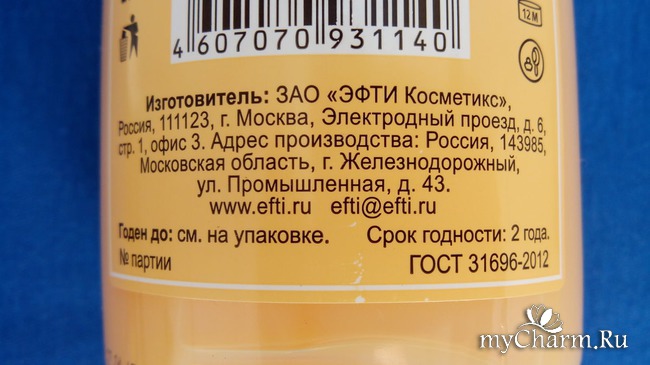 12M
4 607070 931140
Изготовитель: ЗАО «ЭФТИ Косметикс»,
Россия, 111123, г. Москва, Электродный проезд, д. 6,
стр. 1, офис 3. Адрес производства: Россия, 143985,
Московская область, г. Железнодорожный,
ул. Промышленная, д. 43.
www.efti.ru efti@efti.ru
Годен до: см. на упаковке. Срок годности: 2 года.
№ партии ГОСТ 31696-2012
myCharm.Ru